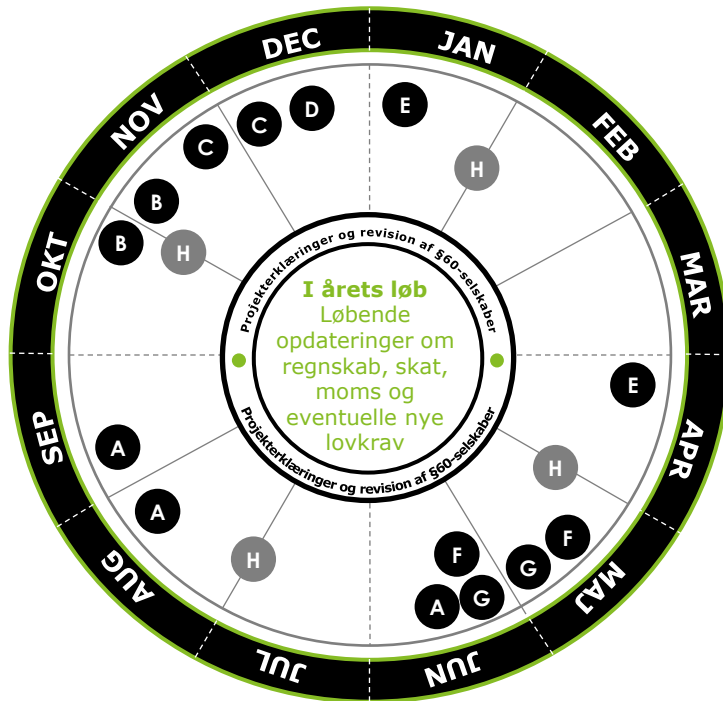 DEC
JAN
FEB
MAR
APR
MAJ
JUN
JUL
AUG
SEP
OKT
NOV
D
C
C
B
B
H
E
H
E
H
F
G
F
G
A
H
A
A
Projekterklæringer og revision af §60-selskaber
I årets løb
Løbende
opdateringer om
regnskab, skat,
moms og
eventuelle nye
lovkrav
Projekterklæringer og revision af §60-selskaber